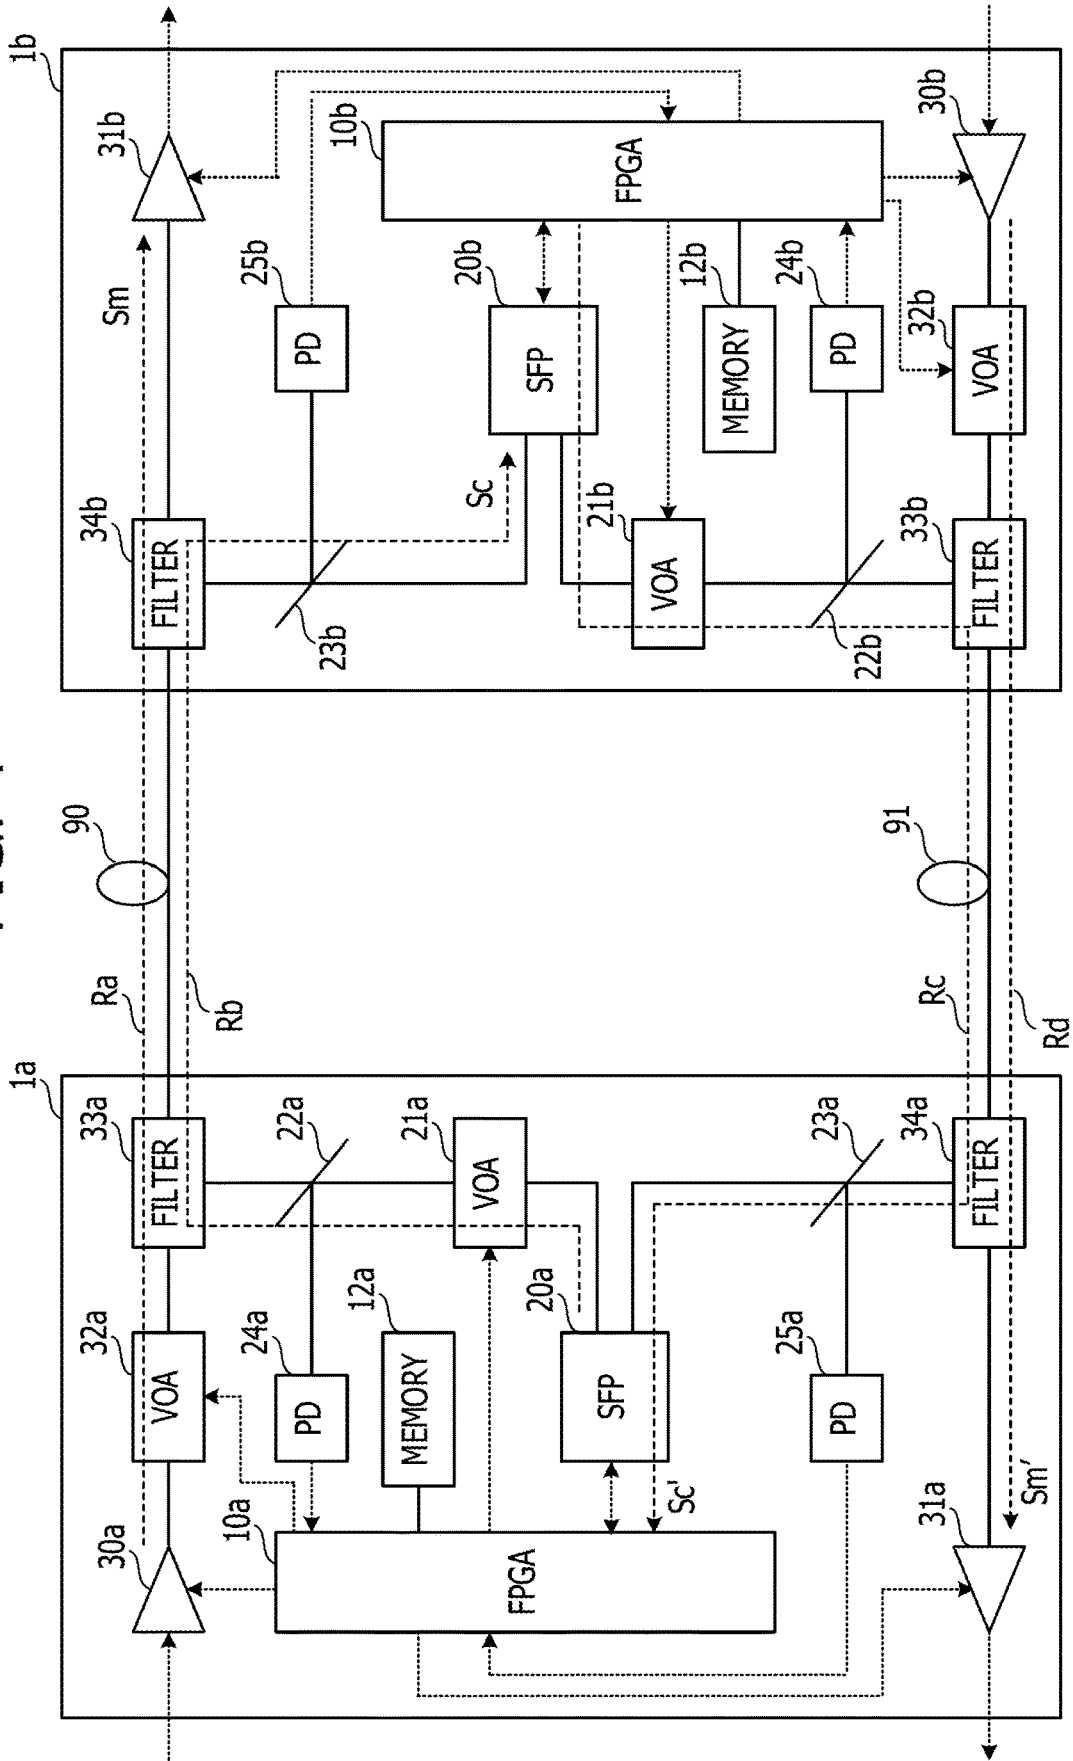 1a
1b
30a
32a
33a
Ra
90
34b
Sm
31b
VOA
FILTER
FILTER
Rb
10a
24a
22a
23b
25b
PD
PD
12a
MEMORY
21a
VOA
Sc
20b
SFP
10b
FPGA
FPGA
20a
SFP
21b
VOA
12b
MEMORY
Sc'
25a
PD
23a
22b
24b
PD
31a
34a
Rc
91
33b
32b
30b
FILTER
FILTER
VOA
Sm'
Rd